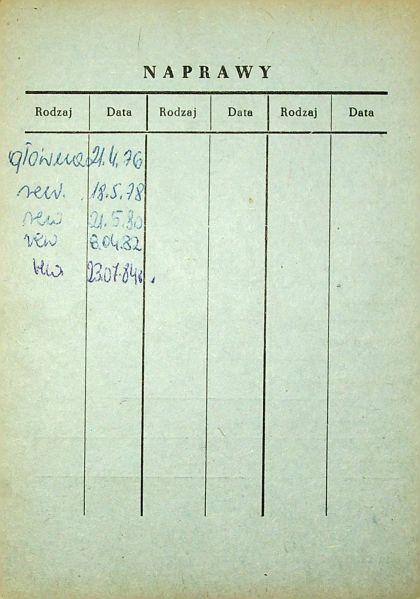 NAPRAWY
Rodzaj Data Rodzaj Data Rodzaj Data
główna 21.4.76
rew. 18.5.78
rew 21.5.80
rew 8.04.82
rew 23.07.84